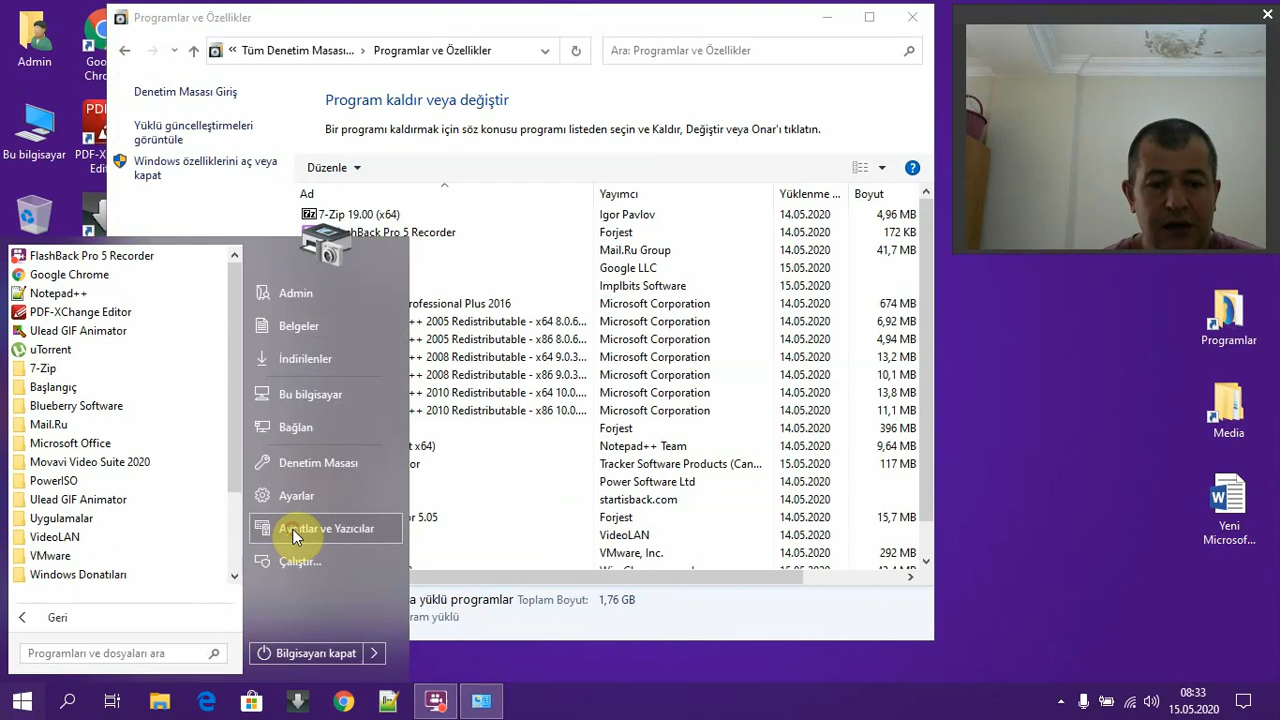 Admin
Goo
Chro
Bu bilgisayar
PDF-X
Edit
Programlar ve Özellikler
Tüm Denetim Masası... > Programlar ve Özellikler
Ara: Programlar ve Özellikler
Denetim Masası Giriş
Yüklü güncelleştirmeleri
görüntüle
Windows özelliklerini aç veya
kapat
Program kaldır veya değiştir
Bir programı kaldırmak için söz konusu programı listeden seçin ve Kaldır, Değiştir veya Onar'ı tıklatın.
Düzenle
Ad Yayımcı Yüklenme ... Boyut
7-Zip 19.00 (x64) Igor Pavlov 14.05.2020 4,96 MB
FlashBack Pro 5 Recorder Forjest 14.05.2020 172 KB
Mail.Ru Group 14.05.2020 41,7 MB
Google LLC 15.05.2020
Implbits Software 15.05.2020
rofessional Plus 2016 Microsoft Corporation 14.05.2020 674 MB
++ 2005 Redistributable - x64 8.0.6... Microsoft Corporation 14.05.2020 6,92 MB
++ 2005 Redistributable - x86 8.0.6... Microsoft Corporation 14.05.2020 4,94 MB
++ 2008 Redistributable - x64 9.0.3... Microsoft Corporation 14.05.2020 13,2 MB
++ 2008 Redistributable - x86 9.0.3... Microsoft Corporation 14.05.2020 10,1 MB
++ 2010 Redistributable - x64 10.0.... Microsoft Corporation 14.05.2020 13,8 MB
++ 2010 Redistributable - x86 10.0.... Microsoft Corporation 14.05.2020 11,1 MB
Forjest 14.05.2020 396 MB
t x64) Notepad++ Team 14.05.2020 9,64 MB
or Tracker Software Products (Can... 15.05.2020 117 MB
Power Software Ltd 14.05.2020
startisback.com 14.05.2020
or 5.05 Forjest 14.05.2020 15,7 MB
VideoLAN 14.05.2020
VMware, Inc. 14.05.2020 292 MB
a yüklü programlar Toplam Boyut: 1,76 GB
ram yüklü
FlashBack Pro 5 Recorder
Google Chrome
Notepad++
PDF-XChange Editor
Ulead GIF Animator
uTorrent
7-Zip
Başlangıç
Blueberry Software
Mail.Ru
Microsoft Office
Movavi Video Suite 2020
PowerISO
Ulead GIF Animator
Uygulamalar
VideoLAN
VMware
Windows Donatıları
Geri
Programları ve dosyaları ara
Admin
Belgeler
İndirilenler
Bu bilgisayar
Bağlan
Denetim Masası
Ayarlar
Aygıtlar ve Yazıcılar
Çalıştır...
Bilgisayarı kapat
Programlar
Media
Yeni
Microsof...
08:33
15.05.2020